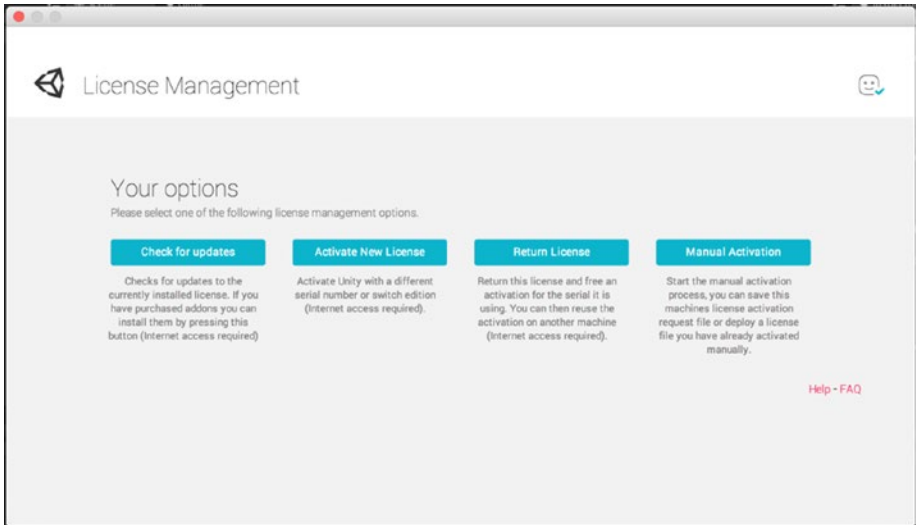 License Management
Your options
Please select one of the following license management options.
Check for updates
Checks for updates to the
currently installed license. If you
have purchased addons you can
install them by pressing this
button (Internet access required)
Activate New License
Activate Unity with a different
serial number or switch edition
(Internet access required).
Return License
Return this license and free an
activation for the serial it is
using. You can then reuse the
activation on another machine
(Internet access required).
Manual Activation
Start the manual activation
process, you can save this
machines license activation
request file or deploy a license
file you have already activated
manually.
Help - FAQ